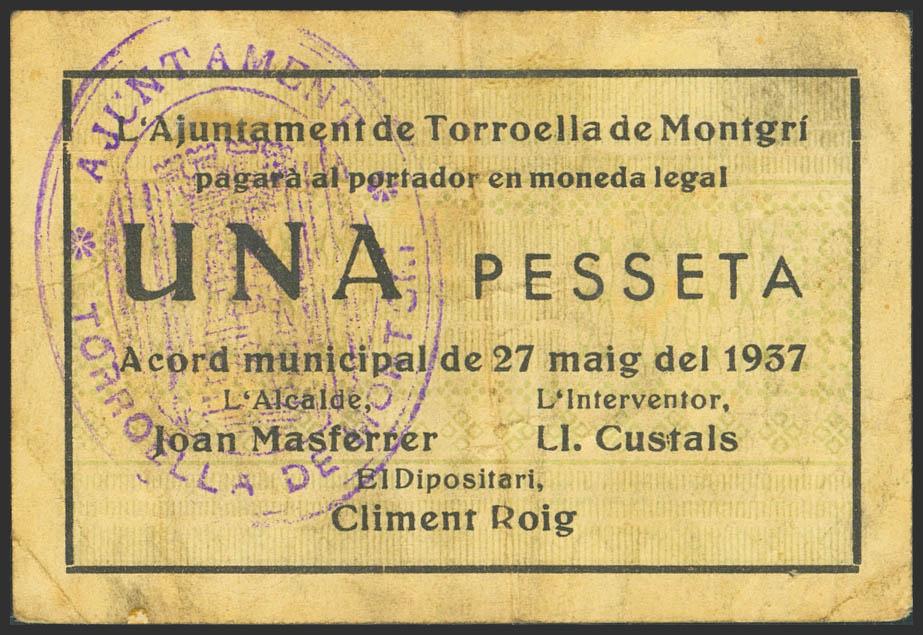 L'Ajuntament de Torroella de Montgrí
pagarà al portador en moneda legal
UNA PESSETA
Acord municipal de 27 maig del 1937
L'Alcalde, L'Interventor,
Joan Masferrer Ll. Custals
El Dipositari,
Climent Roig
* AJUNTAMENT *
TORROELLA DE MONTGRI